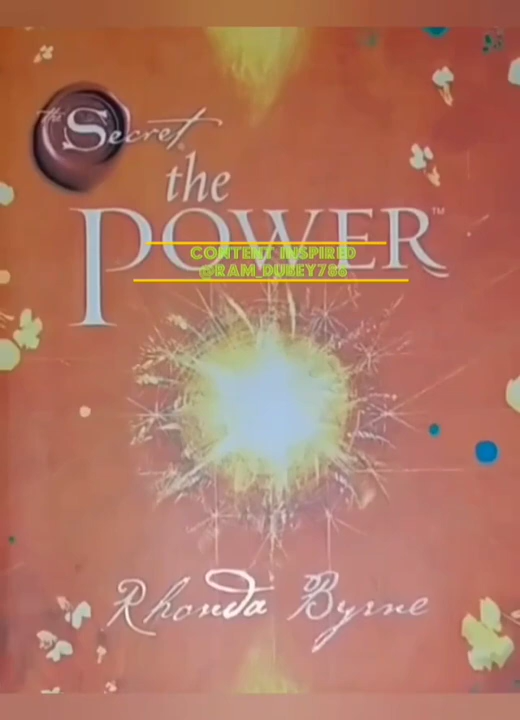 the Secret®
the
POWER™
CONTENT INSPIRED
@RAM_DUBEY786
Rhonda Byrne